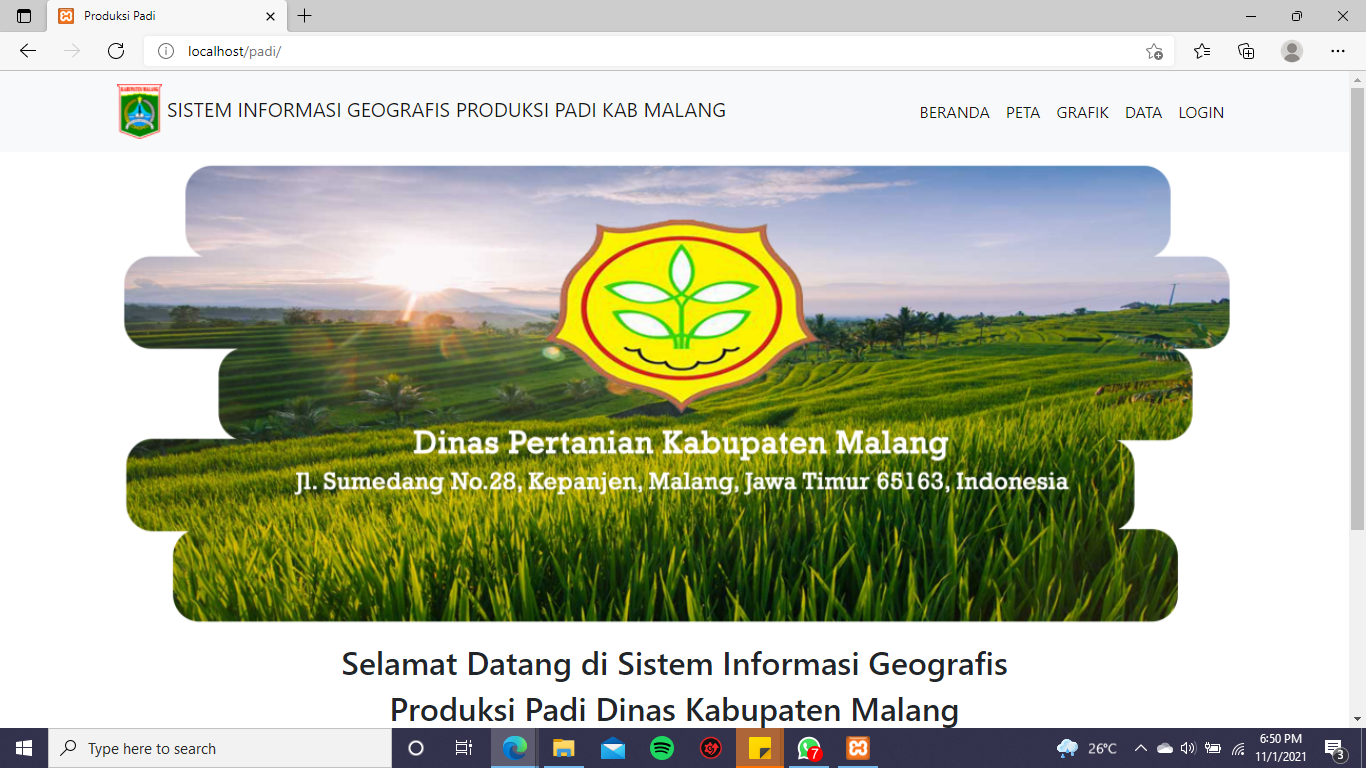 Produksi Padi
localhost/padi/
KABUPATEN MALANG
SISTEM INFORMASI GEOGRAFIS PRODUKSI PADI KAB MALANG
BERANDA PETA GRAFIK DATA LOGIN
Dinas Pertanian Kabupaten Malang
Jl. Sumedang No.28, Kepanjen, Malang, Jawa Timur 65163, Indonesia
Selamat Datang di Sistem Informasi Geografis
Produksi Padi Dinas Kabupaten Malang
Type here to search
7
26°C
6:50 PM
11/1/2021
3